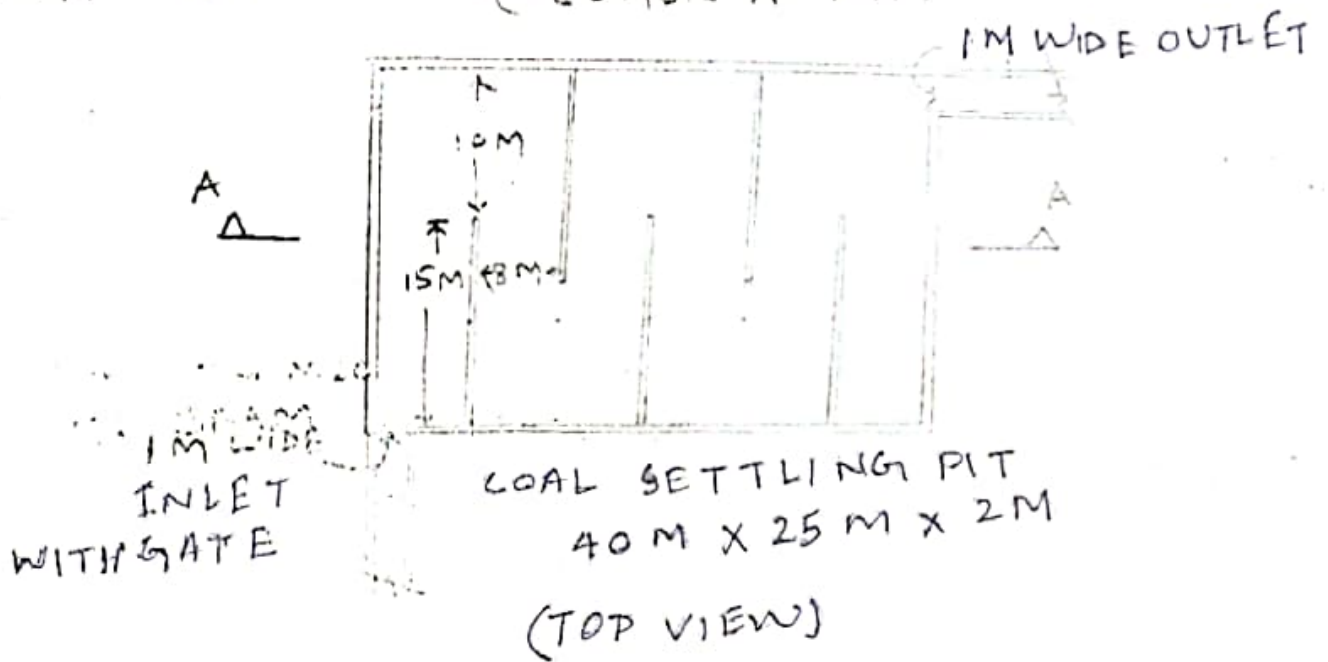 1M WIDE OUTLET
10M
A
A
15M
8M
1M WIDE
INLET
WITH GATE
COAL SETTLING PIT
40M X 25M X 2M
(TOP VIEW)